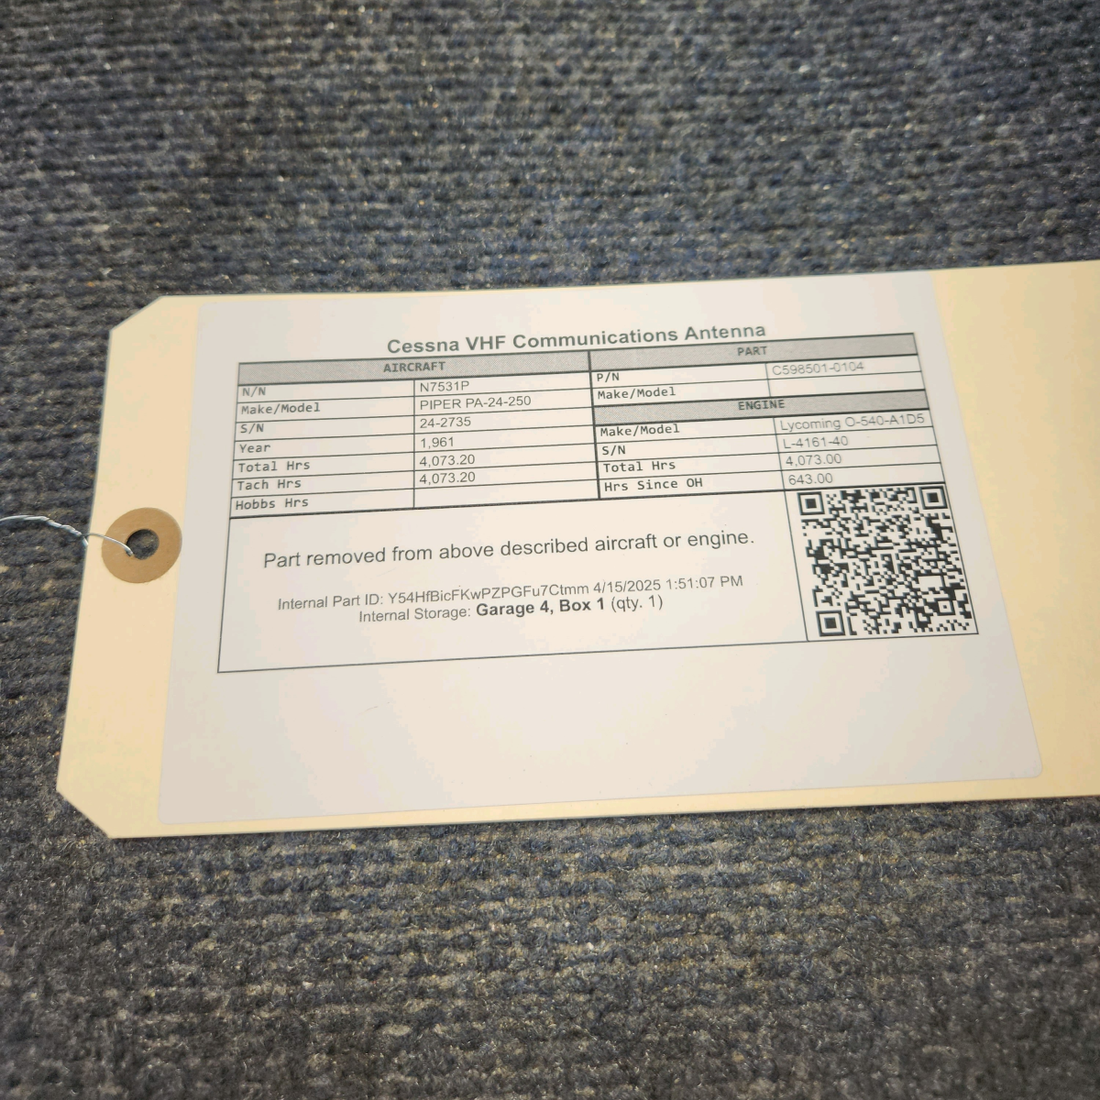 Cessna VHF Communications Antenna
AIRCRAFT
N/N N7531P
Make/Model PIPER PA-24-250
S/N 24-2735
Year 1,961
Total Hrs 4,073.20
Tach Hrs 4,073.20
Hobbs Hrs
PART
P/N C598501-0104
Make/Model
ENGINE
Make/Model Lycoming O-540-A1D5
S/N L-4161-40
Total Hrs 4,073.00
Hrs Since OH 643.00
Part removed from above described aircraft or engine.
Internal Part ID: Y54HfBicFKwPZPGFu7Ctmm 4/15/2025 1:51:07 PM
Internal Storage: Garage 4, Box 1 (qty. 1)